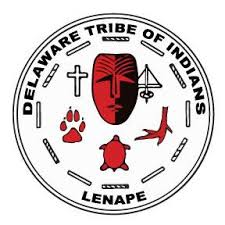 DELAWARE TRIBE OF INDIANS
LENAPE